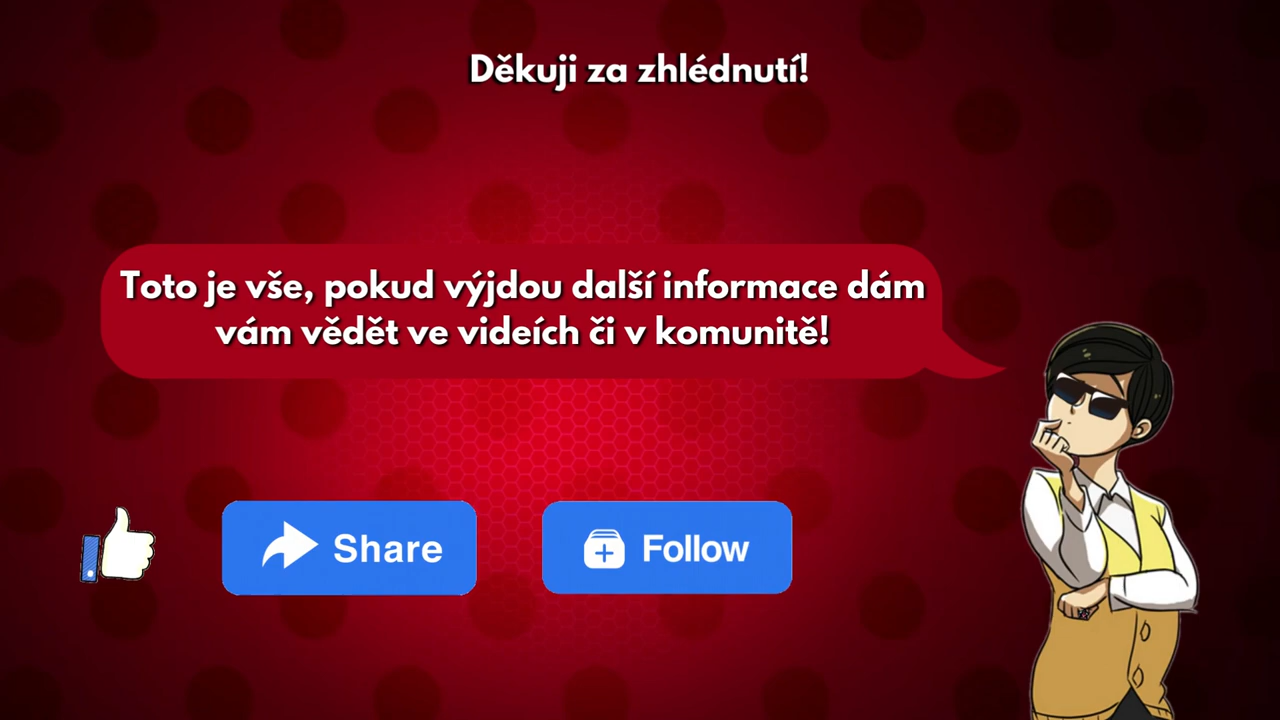 Děkuji za zhlédnutí!
Toto je vše, pokud výjdou další informace dám
vám vědět ve videích či v komunitě!
Share
Follow